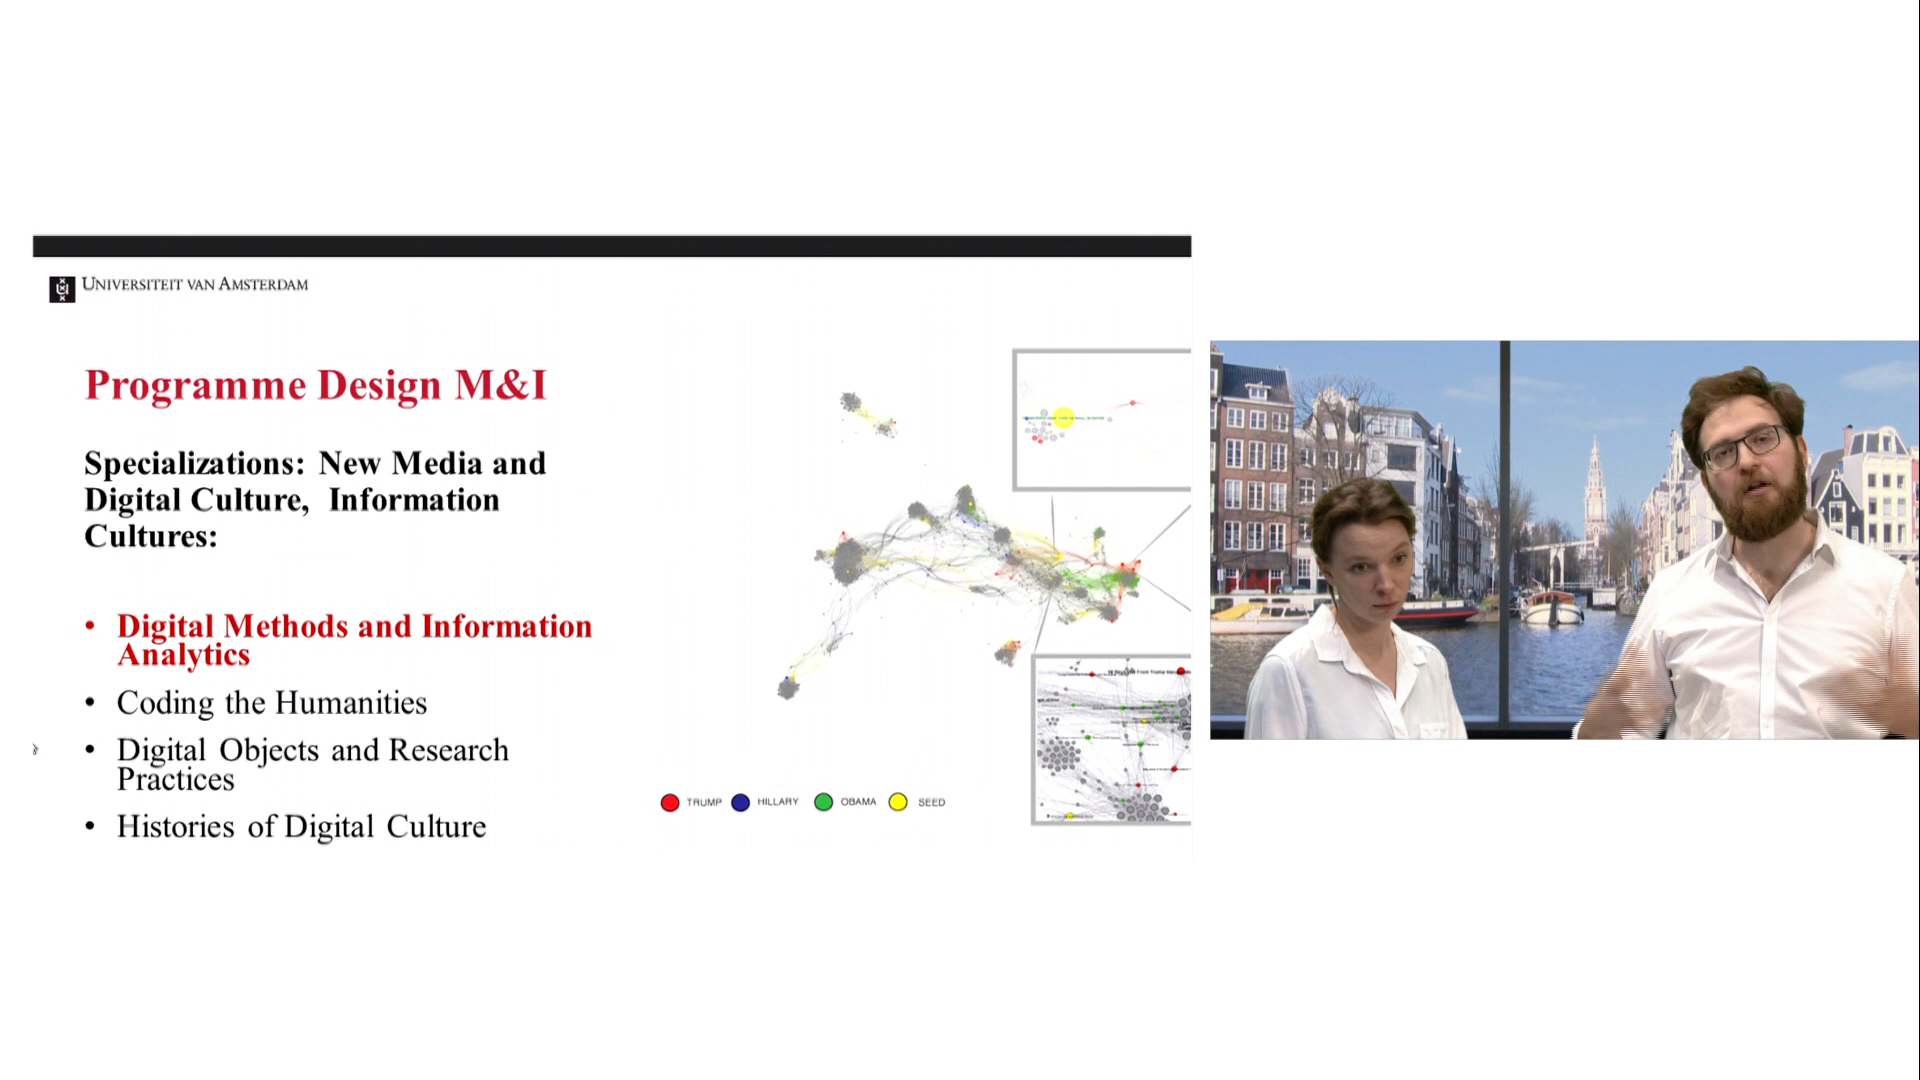 UNIVERSITEIT VAN AMSTERDAM
Programme Design M&I
Specializations: New Media and
Digital Culture, Information
Cultures:
• Digital Methods and Information
Analytics
• Coding the Humanities
• Digital Objects and Research
Practices
• Histories of Digital Culture
TRUMP HILLARY OBAMA SEED